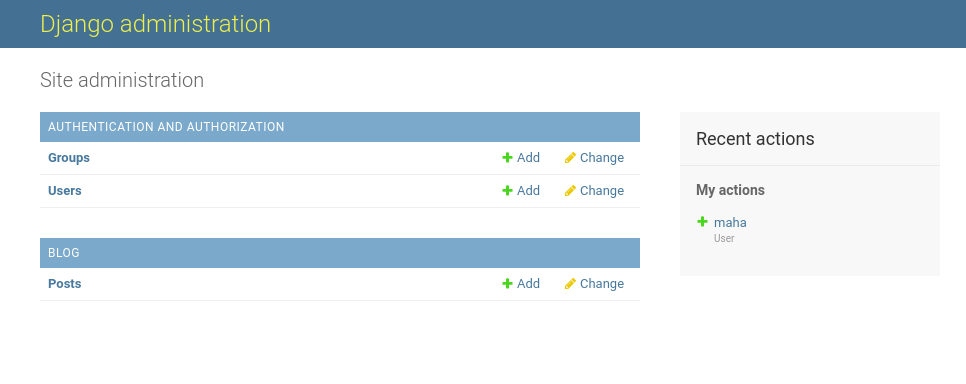 Django administration
Site administration
AUTHENTICATION AND AUTHORIZATION
Groups Add Change
Users Add Change
BLOG
Posts Add Change
Recent actions
My actions
maha
User